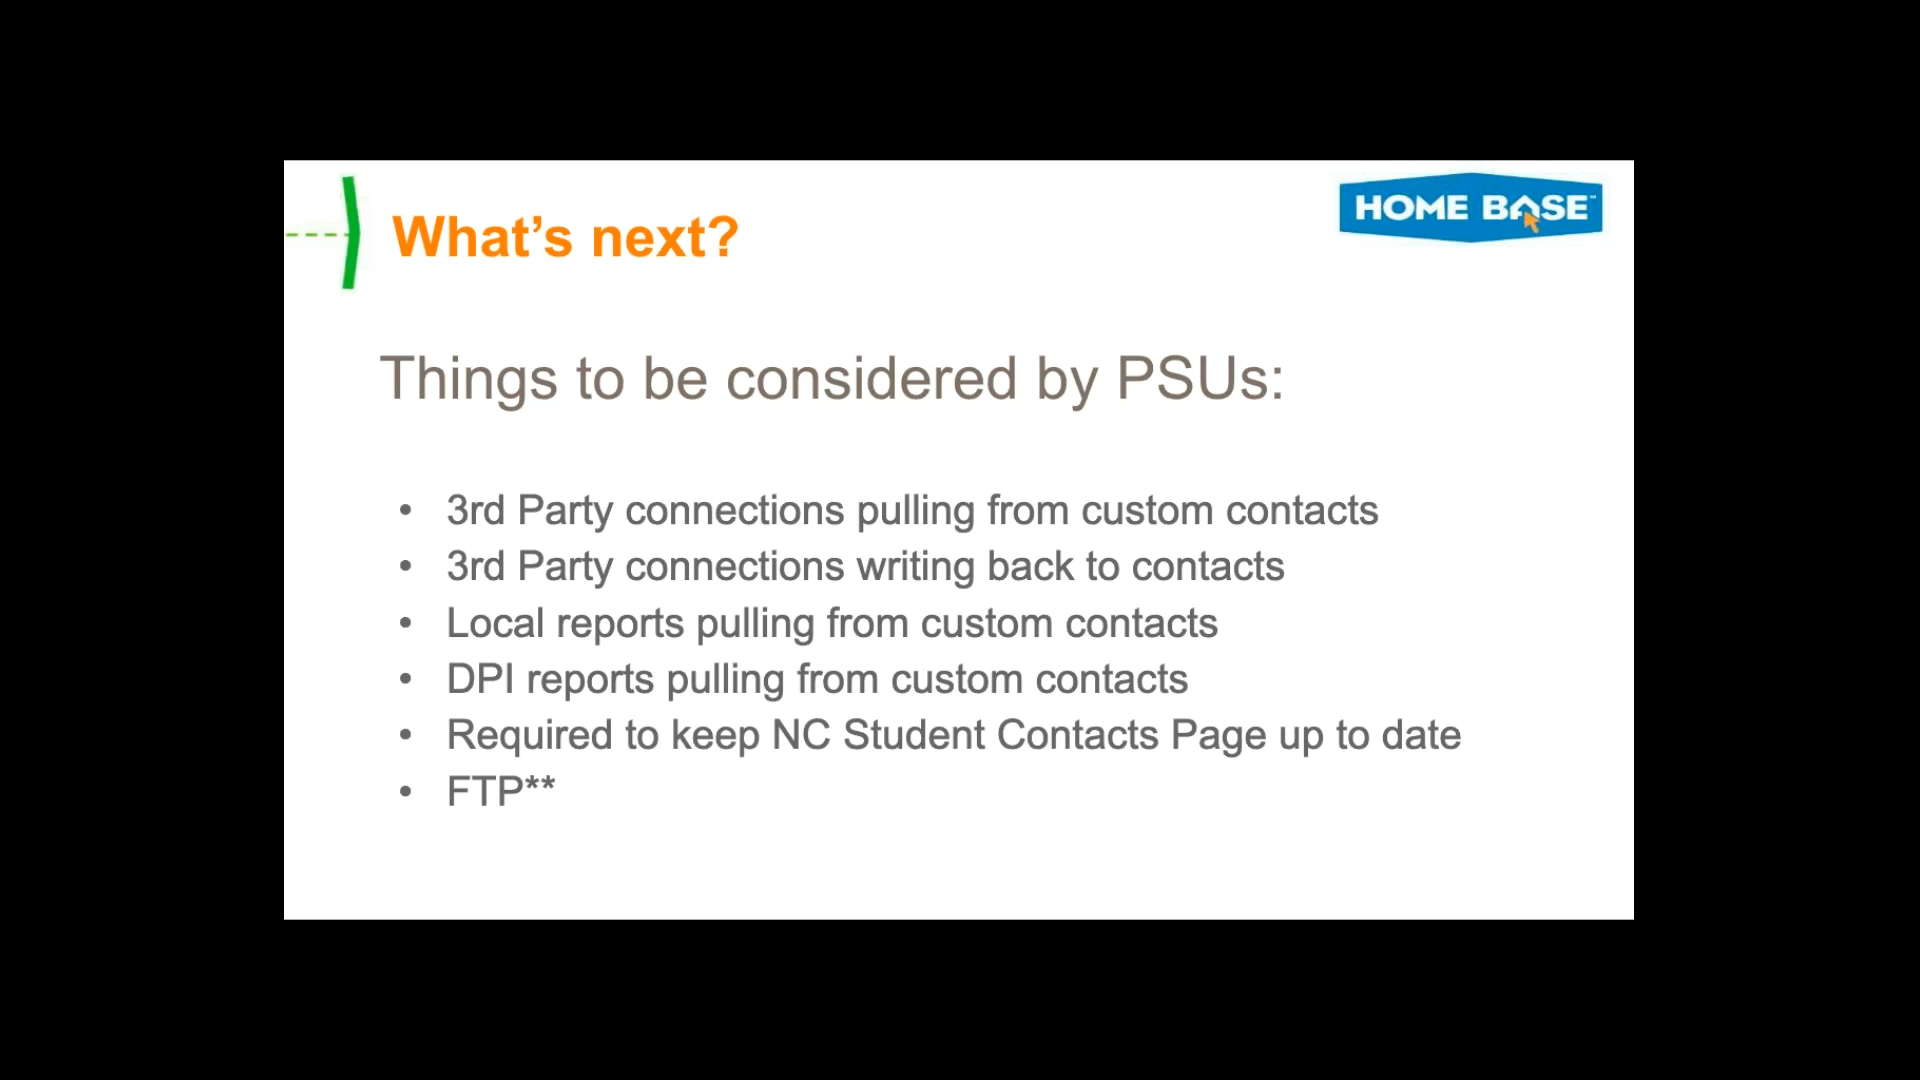 What’s next?
HOME BASE™
Things to be considered by PSUs:
• 3rd Party connections pulling from custom contacts
• 3rd Party connections writing back to contacts
• Local reports pulling from custom contacts
• DPI reports pulling from custom contacts
• Required to keep NC Student Contacts Page up to date
• FTP**